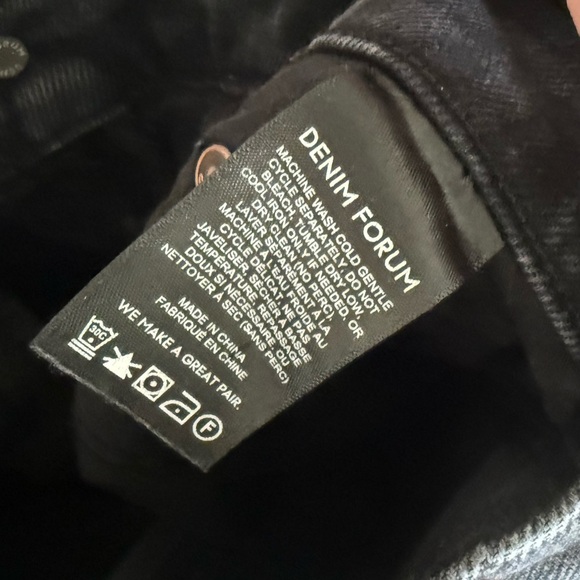 DENIM FORUM
MACHINE WASH COLD GENTLE
CYCLE SEPARATELY, DO NOT
BLEACH, TUMBLE DRY LOW,
COOL IRON ONLY IF NEEDED, OR
DRY CLEAN (NO PERC).
LAVER SÉPARÉMENT À LA
MACHINE À L'EAU FROIDE AU
CYCLE DÉLICAT, NE PAS
JAVELISER, SÉCHER À BASSE
TEMPÉRATURE, REPASSAGE
DOUX SI NÉCESSAIRE, OU
NETTOYER À SEC (SANS PERC)
MADE IN CHINA
FABRIQUÉ EN CHINE
WE MAKE A GREAT PAIR.
30C
F